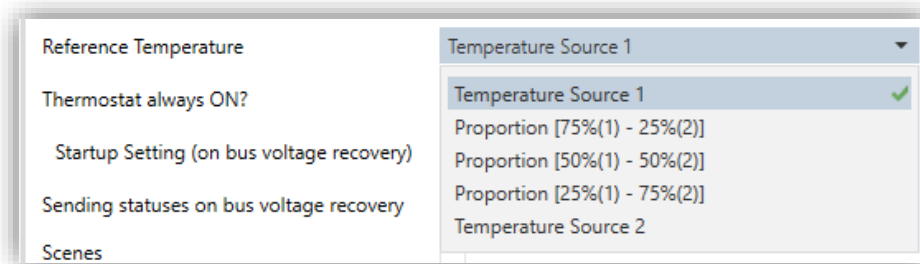 Reference Temperature
Temperature Source 1
Thermostat always ON?
Temperature Source 1
Proportion [75%(1) - 25%(2)]
Startup Setting (on bus voltage recovery)
Proportion [50%(1) - 50%(2)]
Proportion [25%(1) - 75%(2)]
Sending statuses on bus voltage recovery
Temperature Source 2
Scenes